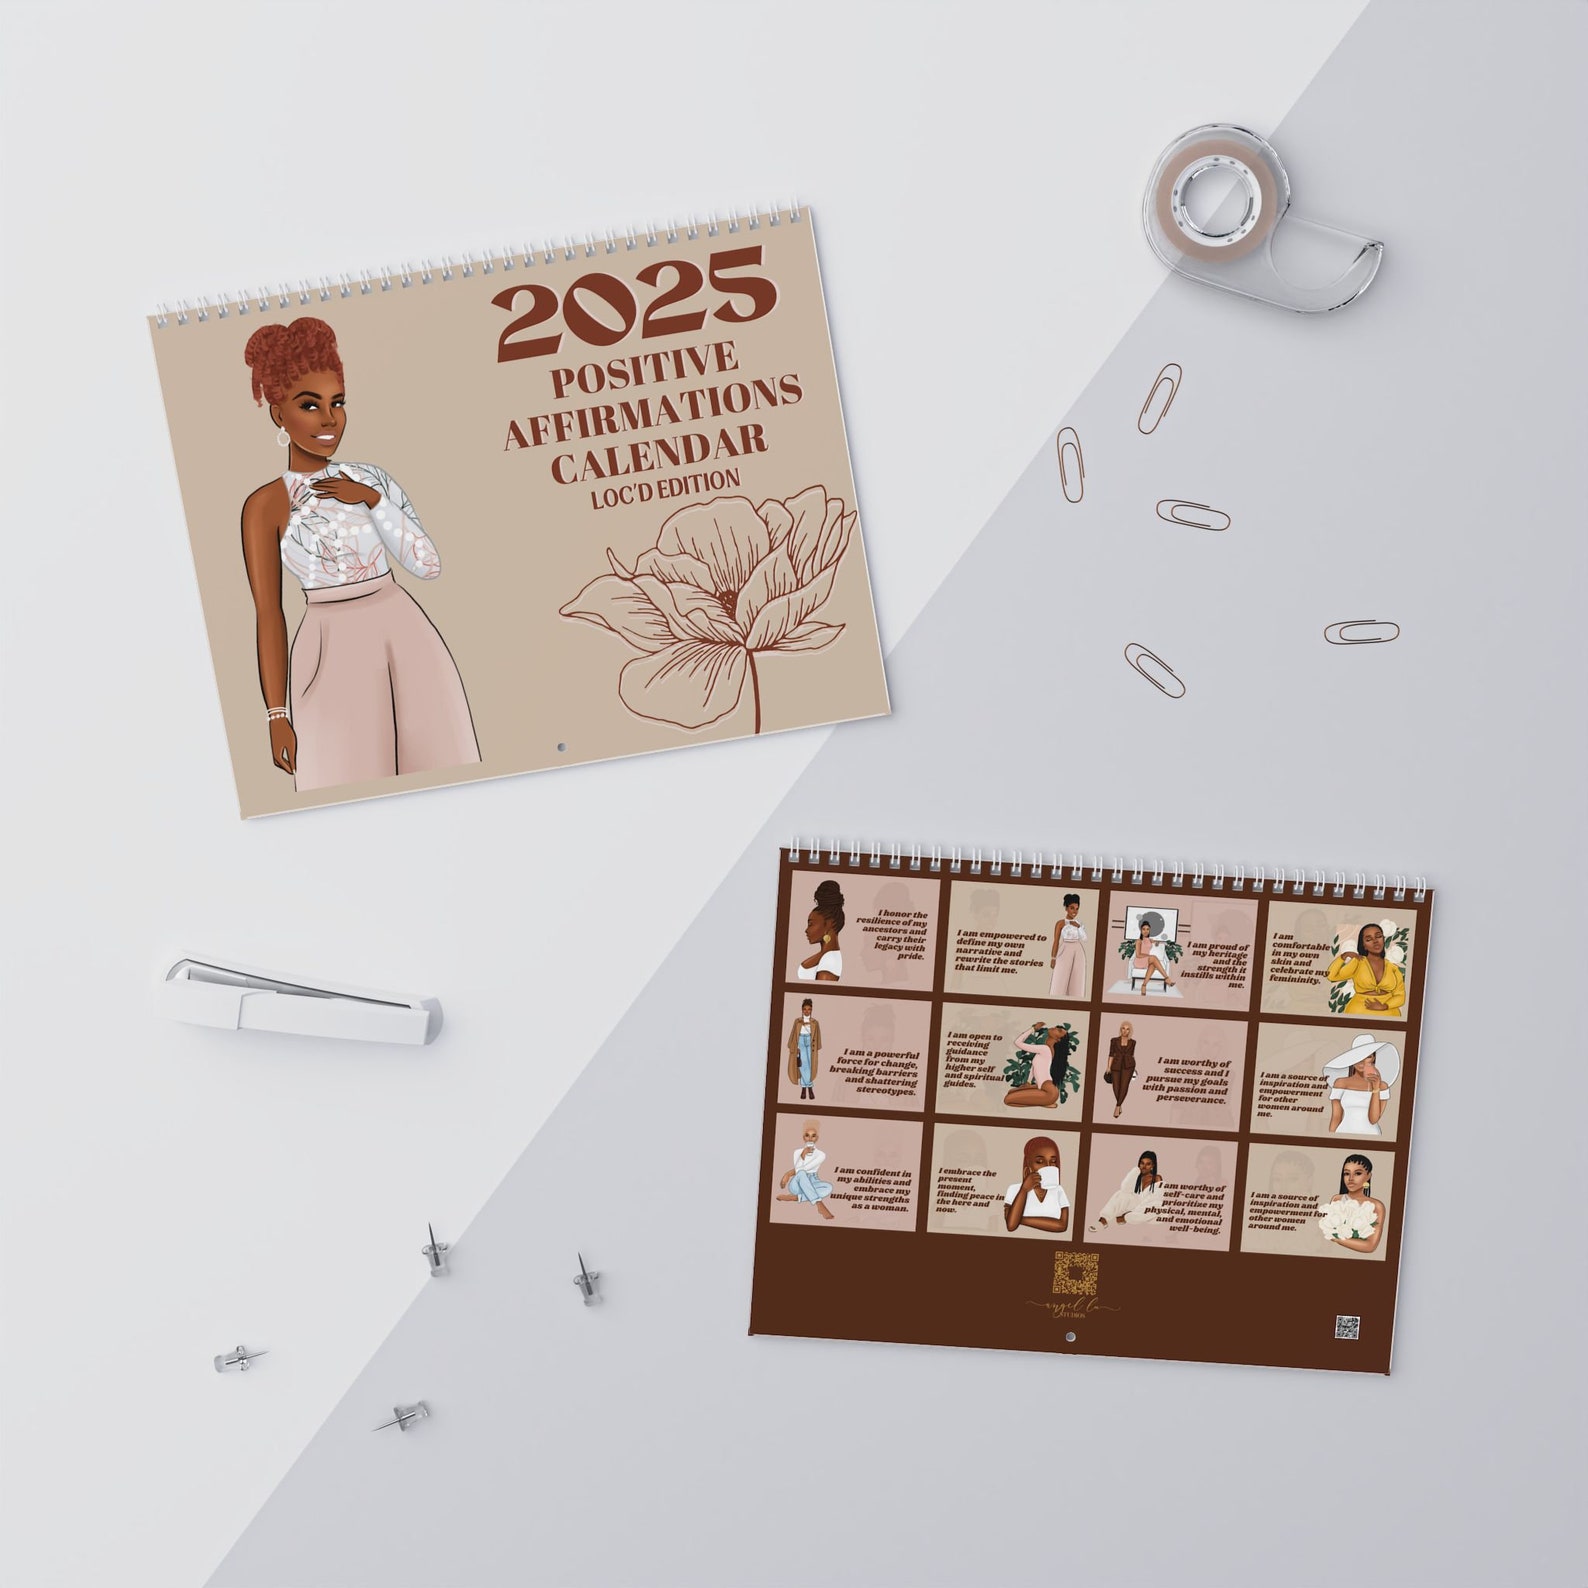 2025
POSITIVE
AFFIRMATIONS
CALENDAR
LOC'D EDITION
I honor the
resilience of my
ancestors and
carry their
legacy with
pride.
I am empowered to
define my own
narrative and
rewrite the stories
that limit me.
I am proud of
my heritage
and the
strength it
instills within
me.
I am
comfortable
in my own
skin and
celebrate my
femininity.
I am a powerful
force for change,
breaking barriers
and shattering
stereotypes.
I am open to
receiving
guidance
from my
higher self
and spiritual
guides.
I am worthy of
success and I
pursue my goals
with passion and
perseverance.
I am a source of
inspiration and
empowerment
for other
women around
me.
I am confident in
my abilities and
embrace my
unique strengths
as a woman.
I embrace the
present
moment,
finding peace in
the here and
now.
I am worthy of
self-care and
prioritize my
physical, mental,
and emotional
well-being.
I am a source of
inspiration and
empowerment for
other women
around me.
angel lu
STUDIOS